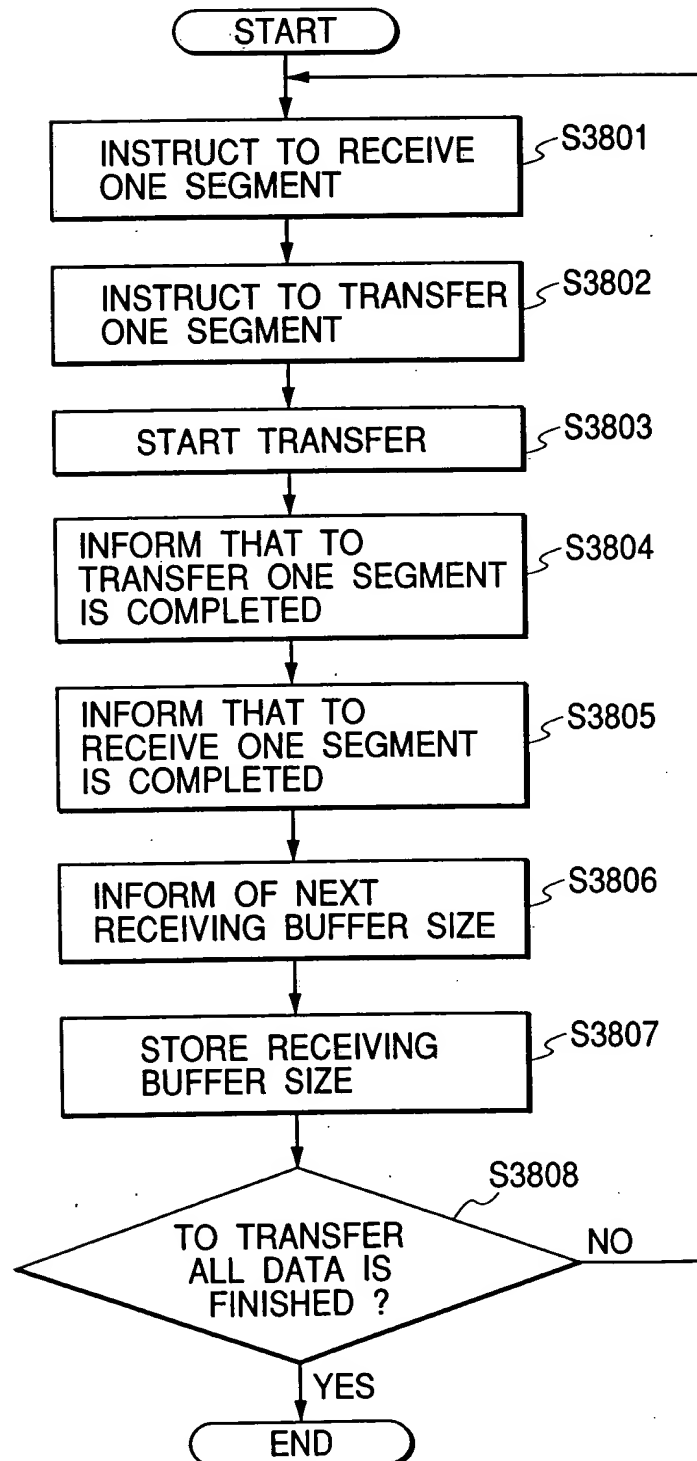 START
INSTRUCT TO RECEIVE
ONE SEGMENT
S3801
INSTRUCT TO TRANSFER
ONE SEGMENT
S3802
START TRANSFER
S3803
INFORM THAT TO
TRANSFER ONE SEGMENT
IS COMPLETED
S3804
INFORM THAT TO
RECEIVE ONE SEGMENT
IS COMPLETED
S3805
INFORM OF NEXT
RECEIVING BUFFER SIZE
S3806
STORE RECEIVING
BUFFER SIZE
S3807
S3808
TO TRANSFER
ALL DATA IS
FINISHED ?
NO
YES
END